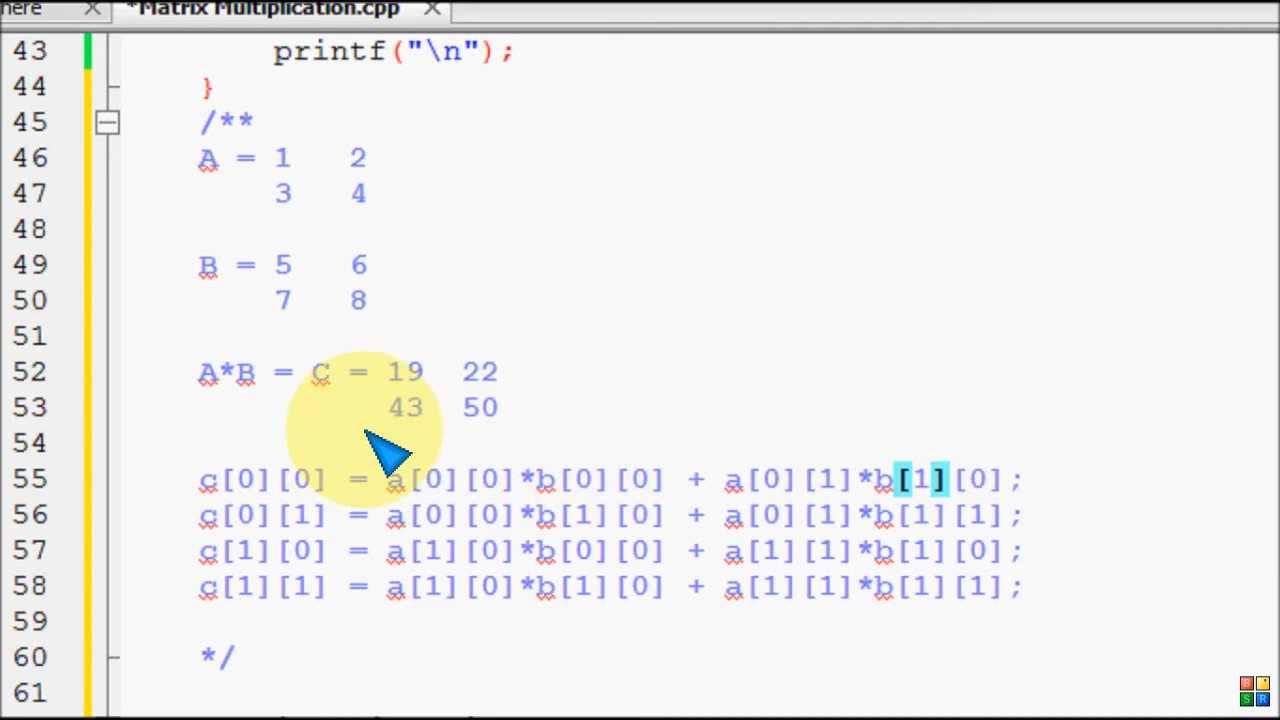 here *Matrix Multiplication.cpp
43 printf("\n");
44 }
45 /**
46 A = 1 2
47 3 4
48
49 B = 5 6
50 7 8
51
52 A*B = C = 19 22
53 43 50
54
55 c[0][0] = a[0][0]*b[0][0] + a[0][1]*b[1][0];
56 c[0][1] = a[0][0]*b[1][0] + a[0][1]*b[1][1];
57 c[1][0] = a[1][0]*b[0][0] + a[1][1]*b[1][0];
58 c[1][1] = a[1][0]*b[1][0] + a[1][1]*b[1][1];
59
60 */
61